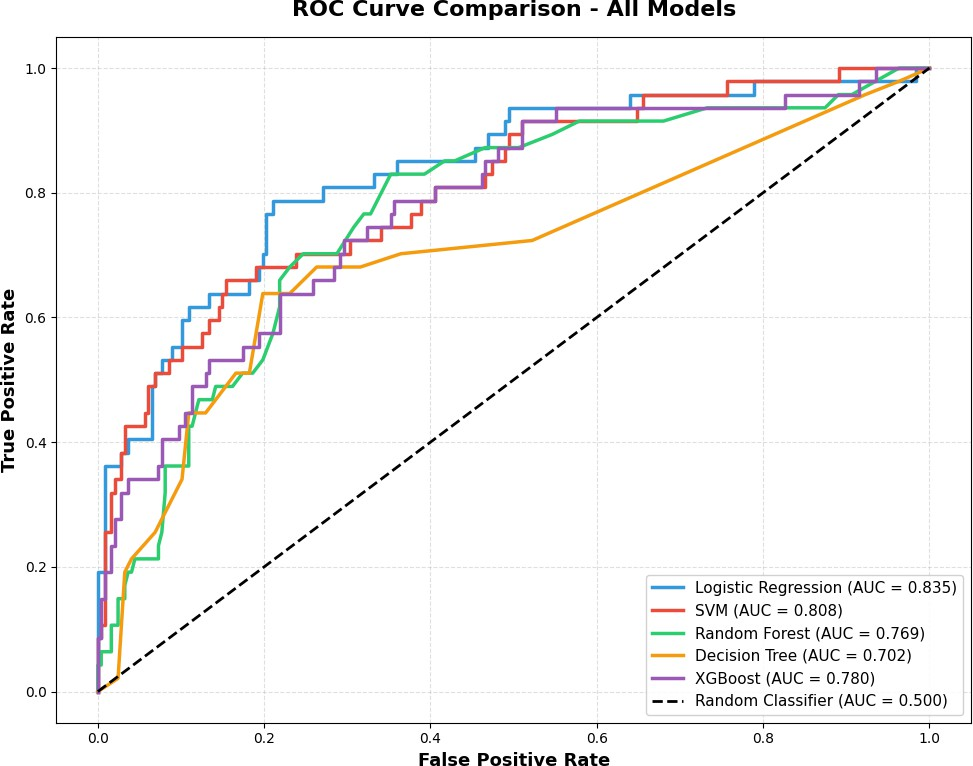 ROC Curve Comparison - All Models
True Positive Rate
1.0
0.8
0.6
0.4
0.2
0.0
0.0 0.2 0.4 0.6 0.8 1.0
False Positive Rate
Logistic Regression (AUC = 0.835)
SVM (AUC = 0.808)
Random Forest (AUC = 0.769)
Decision Tree (AUC = 0.702)
XGBoost (AUC = 0.780)
Random Classifier (AUC = 0.500)